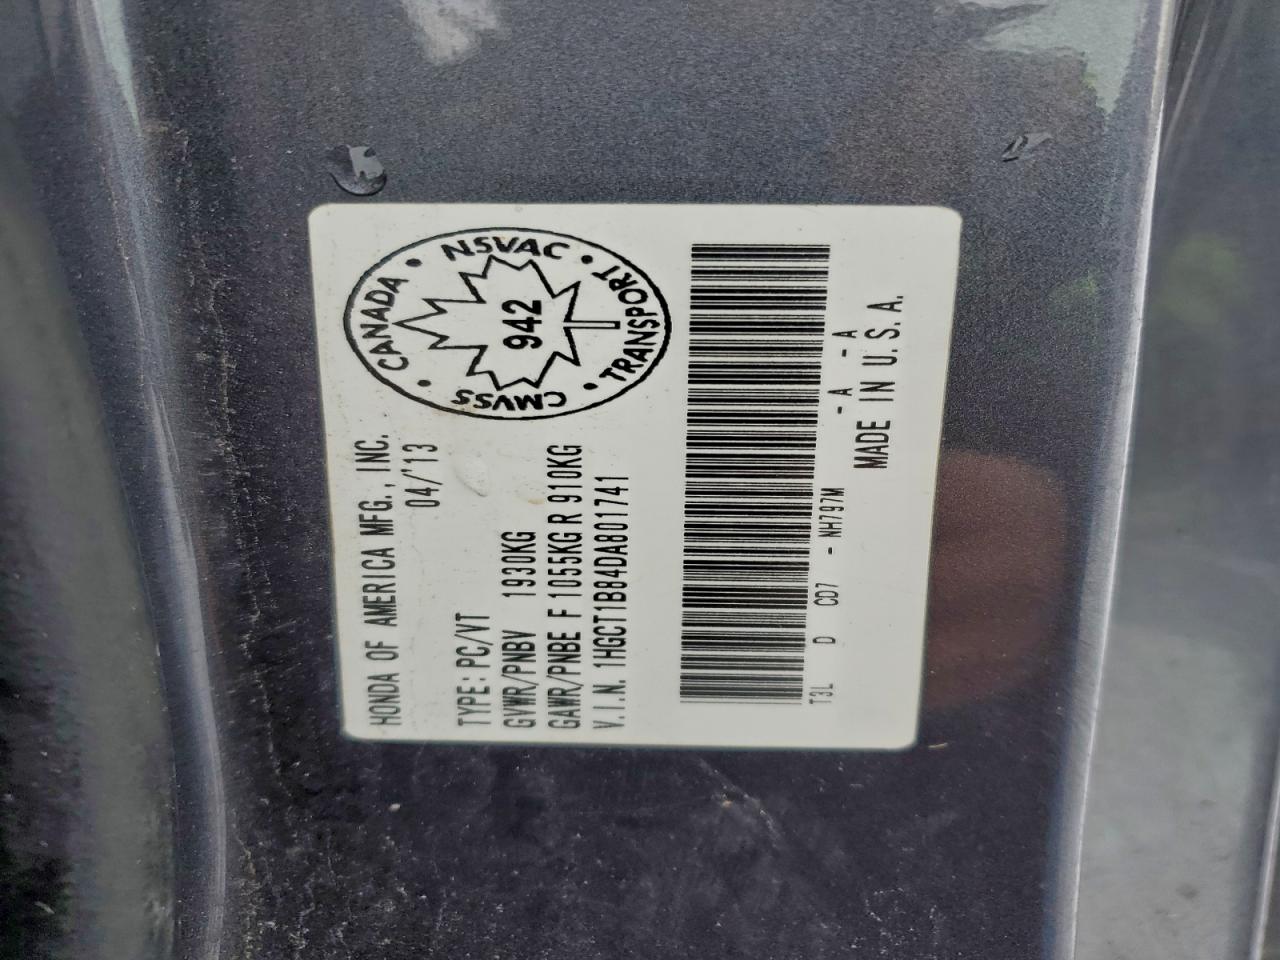 HONDA OF AMERICA MFG., INC.
04/'13
TYPE: PC/VT
GVWR/PNBV 1930KG
GAWR/PNBE F 1055KG R 910KG
V.I.N. 1HGCT1B84DA801741
CANADA • NSVAC • TRANSPORT • CMVSS •
942
T3L D CD7 - NH797M - A - A
MADE IN U.S.A.